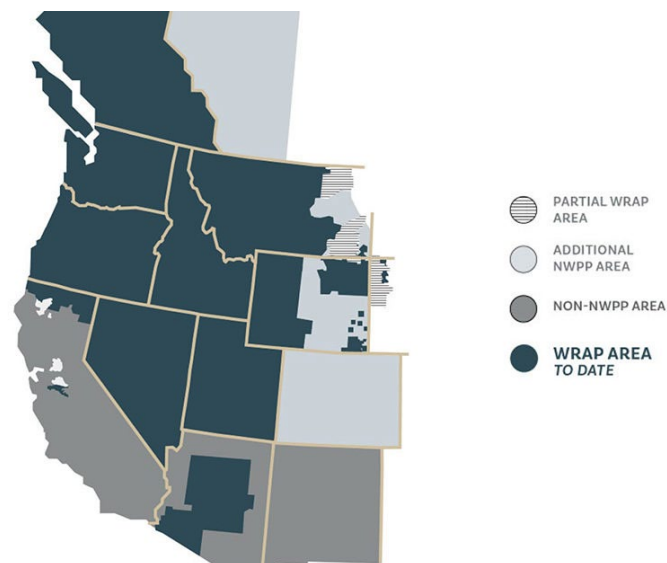 PARTIAL WRAP
AREA
ADDITIONAL
NWPP AREA
NON-NWPP AREA
WRAP AREA
TO DATE